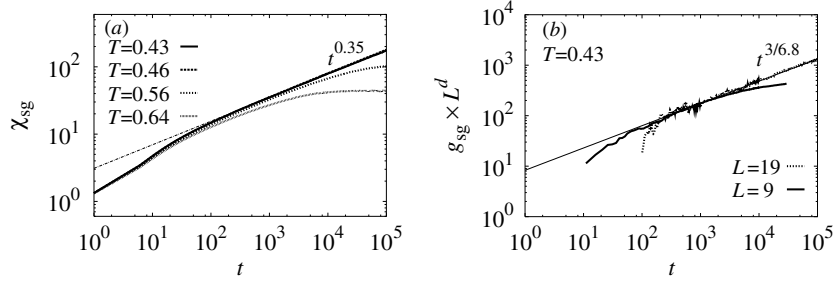 (a)
T=0.43
T=0.46
T=0.56
T=0.64
t^0.35
χ_sg
10^2
10^1
10^0
10^0 10^1 10^2 10^3 10^4 10^5
t
(b)
T=0.43
t^3/6.8
g_sg × L^d
10^4
10^3
10^2
10^1
10^0
L=19
L=9
10^0 10^1 10^2 10^3 10^4 10^5
t